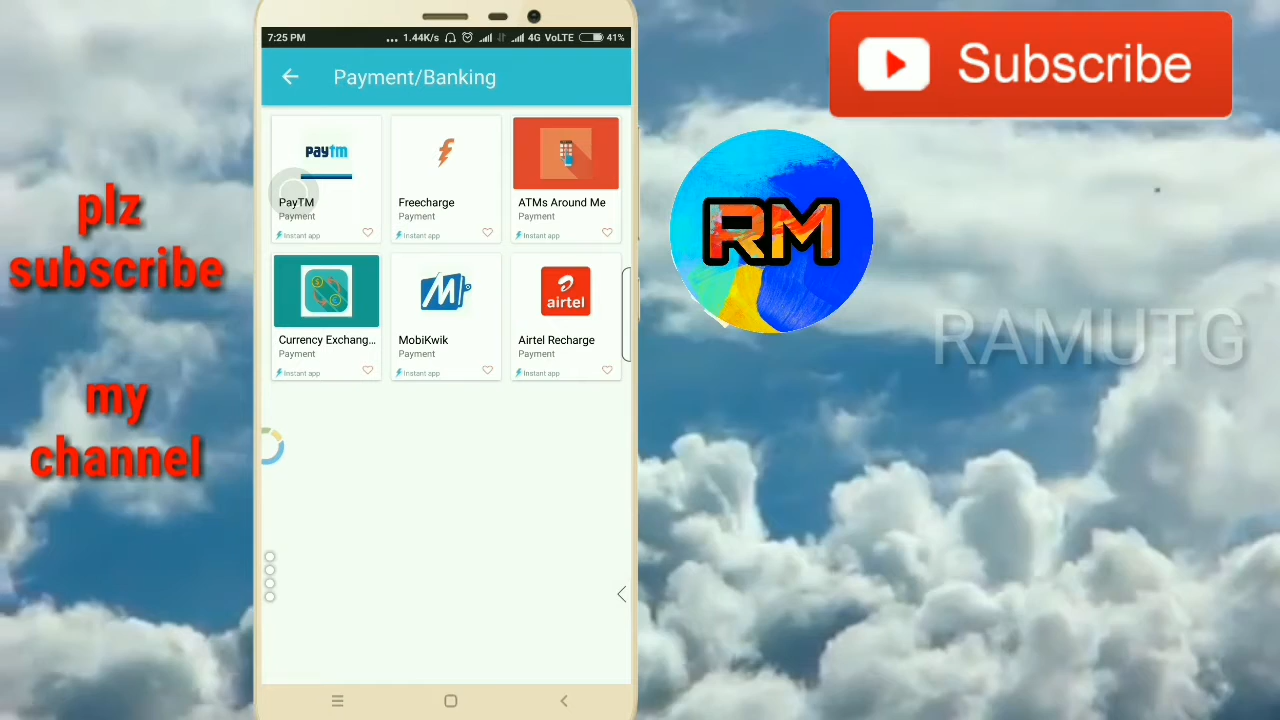 7:25 PM
... 1.44K/s 4G VoLTE 41%
Payment/Banking
paytm
PayTM
Payment
Instant app
Freecharge
Payment
Instant app
ATMs Around Me
Payment
Instant app
Currency Exchang...
Payment
Instant app
MobiKwik
Payment
Instant app
airtel
Airtel Recharge
Payment
Instant app
plz
subscribe
my
channel
Subscribe
RM
RAMUTG